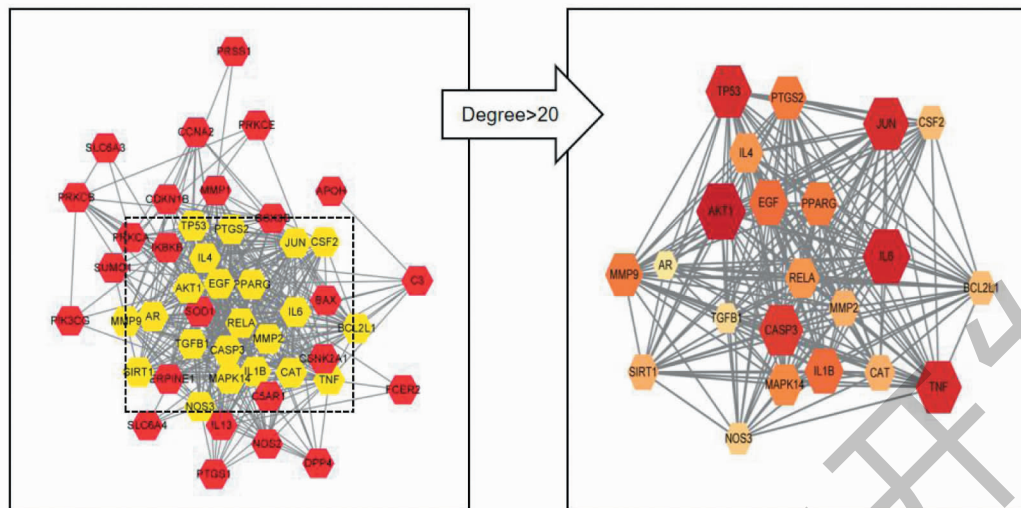 PRSS1
CCNA2
PRKCE
SLC6A3
PRKCB
CDKN1B
MMP1
APOH
PRKCA
IKBKB
TP53
PTGS2
JUN
CSF2
SUMO1
IL4
C3
AKT1
EGF
PPARG
BAX
PIK3CG
MMP9
AR
SOD1
RELA
IL6
BCL2L1
TGFB1
CASP3
MMP2
CSNK2A1
SIRT1
MAPK14
IL1B
CAT
TNF
FCER2
C5AR1
NOS3
SLC6A4
IL13
NOS2
DPP4
PTGS1
Degree>20
TP53
PTGS2
JUN
CSF2
IL4
AKT1
EGF
PPARG
IL6
MMP9
AR
RELA
BCL2L1
TGFB1
MMP2
CASP3
SIRT1
MAPK14
IL1B
CAT
TNF
NOS3